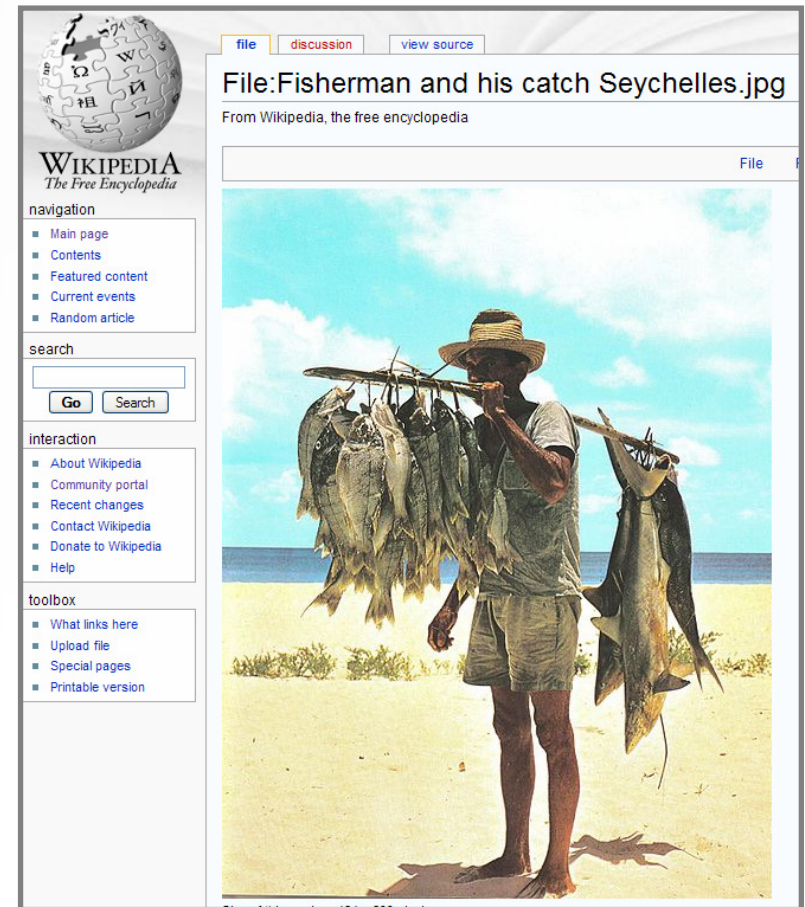 WIKIPEDIA
The Free Encyclopedia
navigation
Main page
Contents
Featured content
Current events
Random article
search
Go Search
interaction
About Wikipedia
Community portal
Recent changes
Contact Wikipedia
Donate to Wikipedia
Help
toolbox
What links here
Upload file
Special pages
Printable version
file discussion view source
File:Fisherman and his catch Seychelles.jpg
From Wikipedia, the free encyclopedia
File